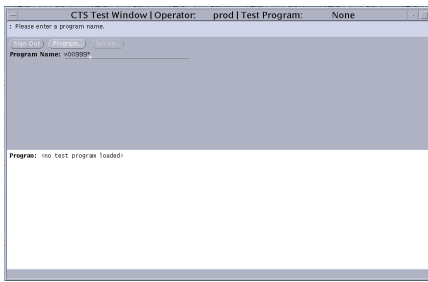 CTS Test Window | Operator: prod | Test Program: None
: Please enter a program name.
Sign Out Program... Set Up...
Program Name: v00999*
Program: <no test program loaded>